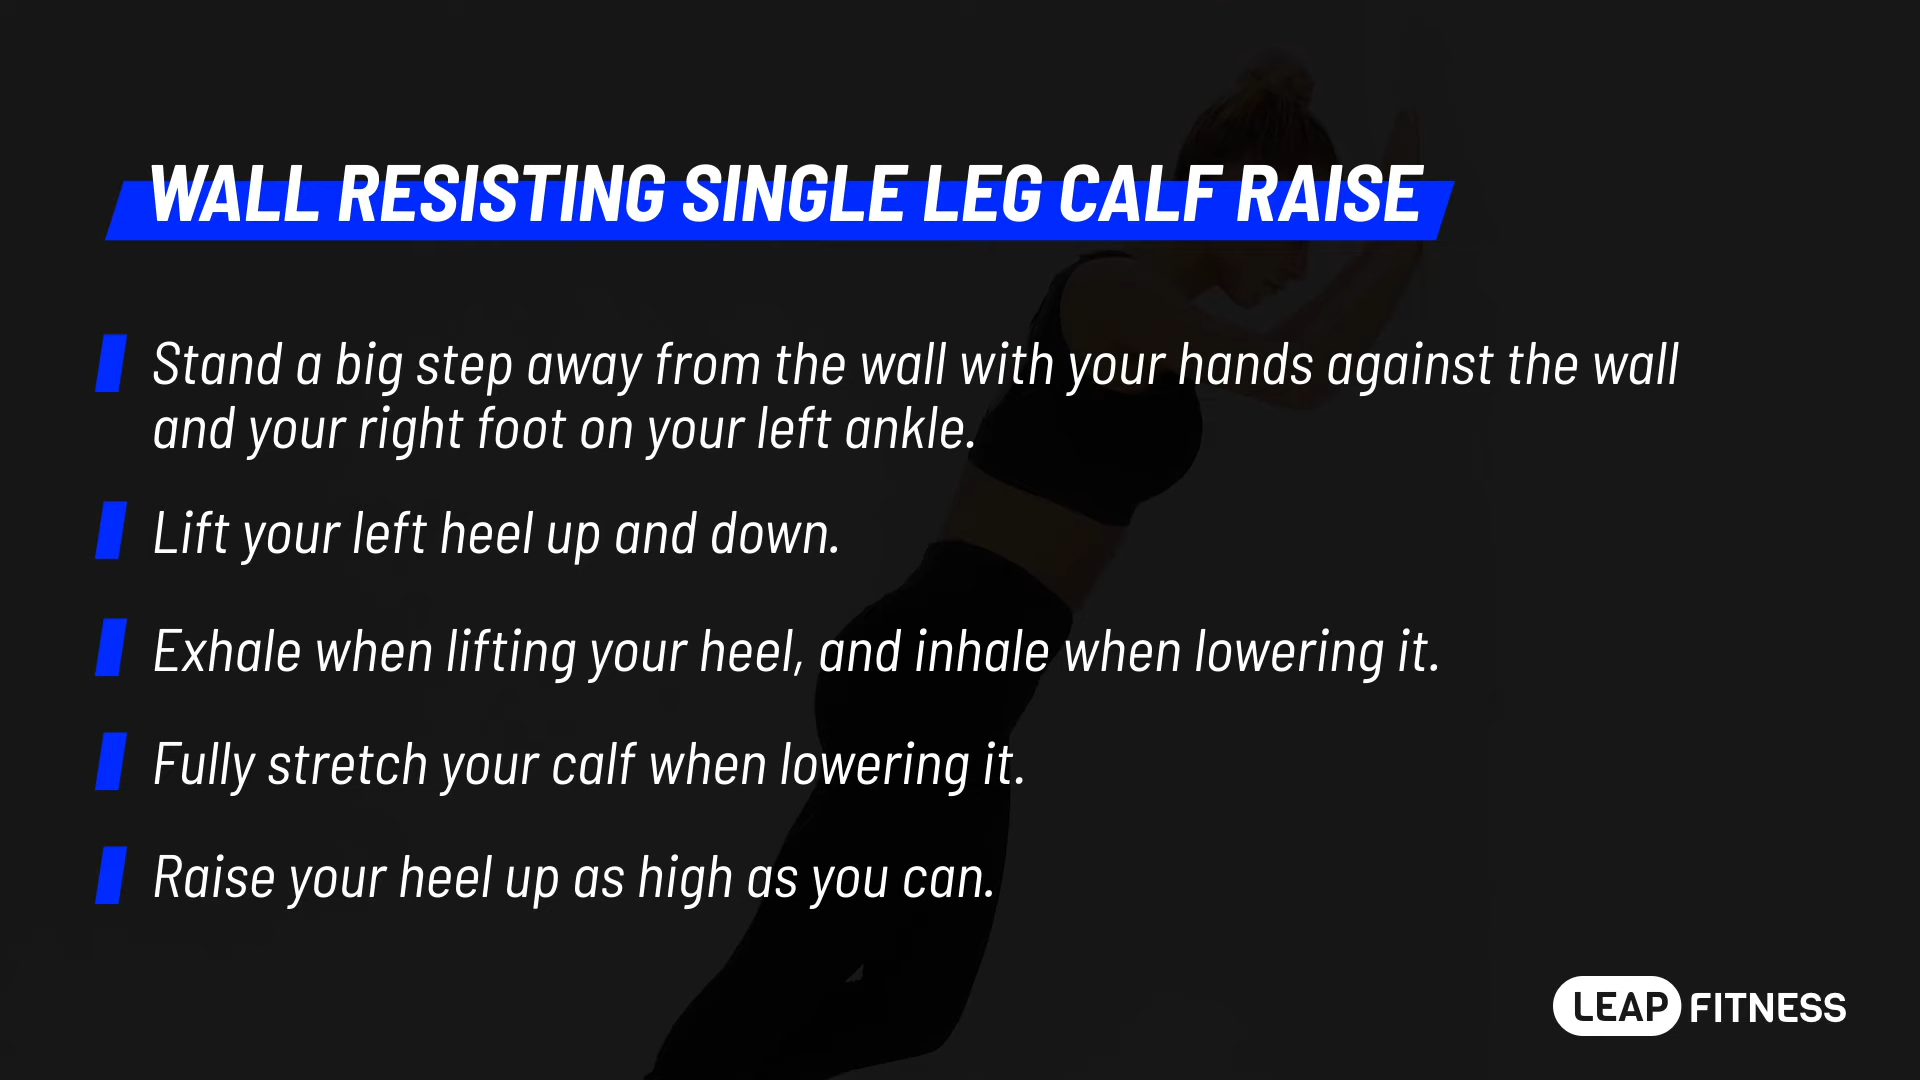 WALL RESISTING SINGLE LEG CALF RAISE
Stand a big step away from the wall with your hands against the wall
and your right foot on your left ankle.
Lift your left heel up and down.
Exhale when lifting your heel, and inhale when lowering it.
Fully stretch your calf when lowering it.
Raise your heel up as high as you can.
LEAP FITNESS